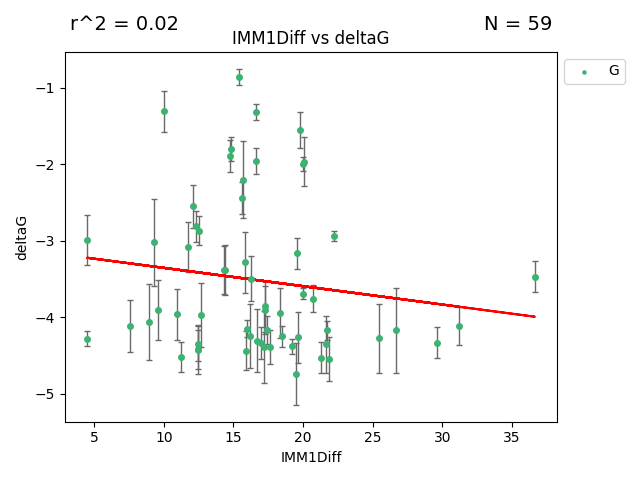 r^2 = 0.02
N = 59
IMM1Diff vs deltaG
G
−1
−2
−3
−4
−5
deltaG
5 10 15 20 25 30 35
IMM1Diff